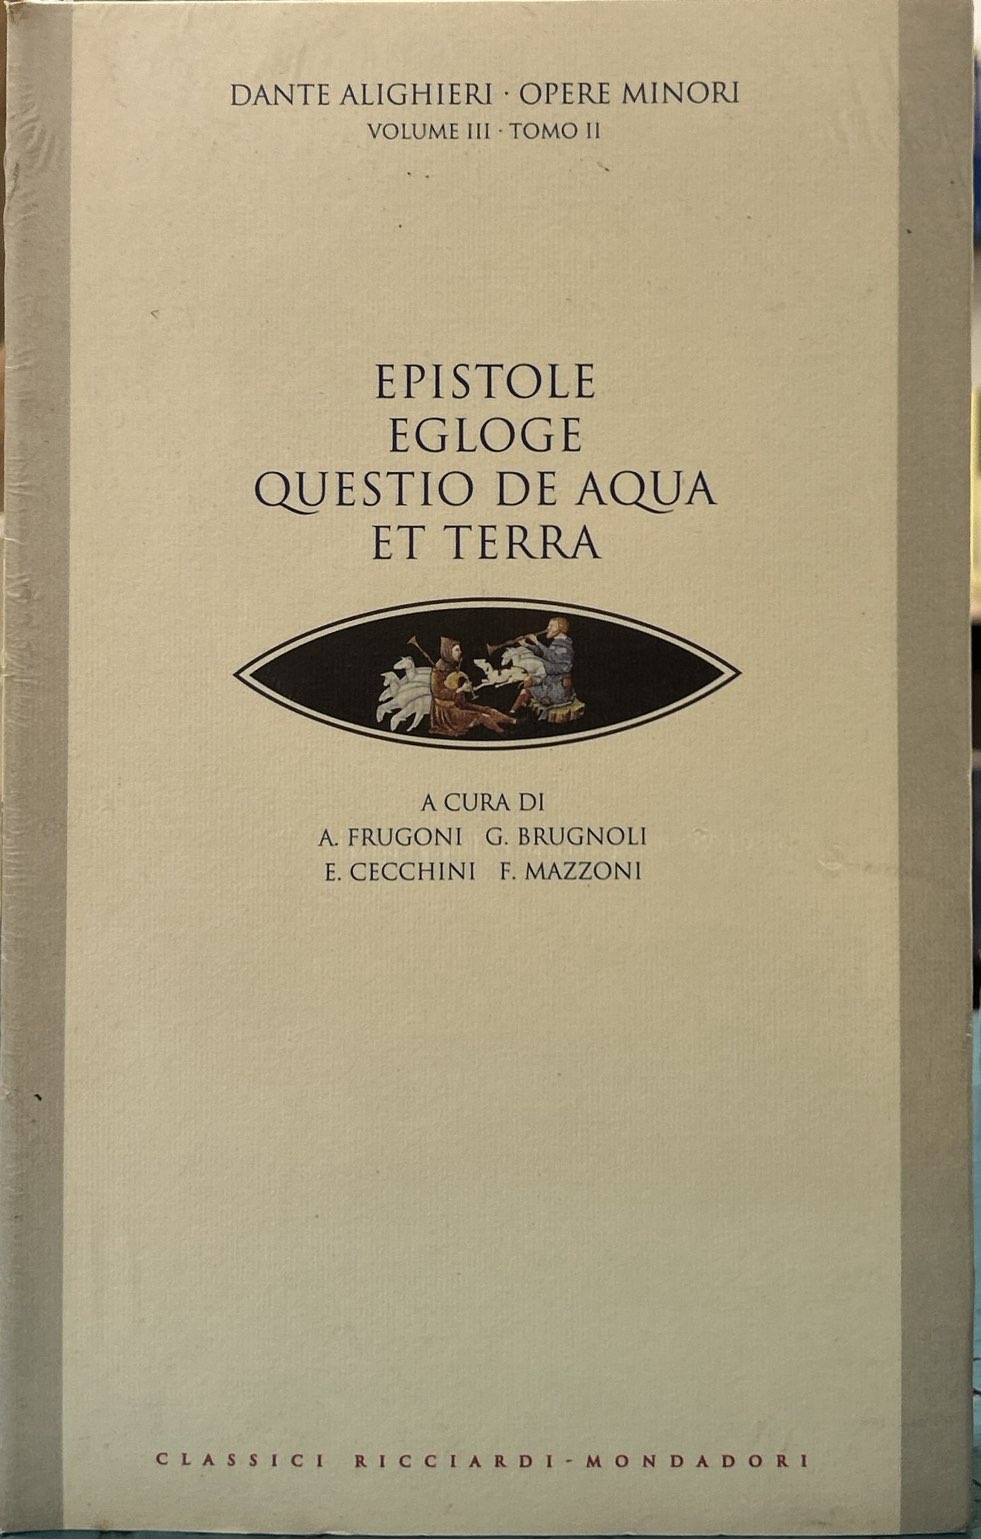 DANTE ALIGHIERI · OPERE MINORI
VOLUME III · TOMO II
EPISTOLE
EGLOGE
QUESTIO DE AQUA
ET TERRA
A CURA DI
A. FRUGONI G. BRUGNOLI
E. CECCHINI F. MAZZONI
CLASSICI RICCIARDI-MONDADORI